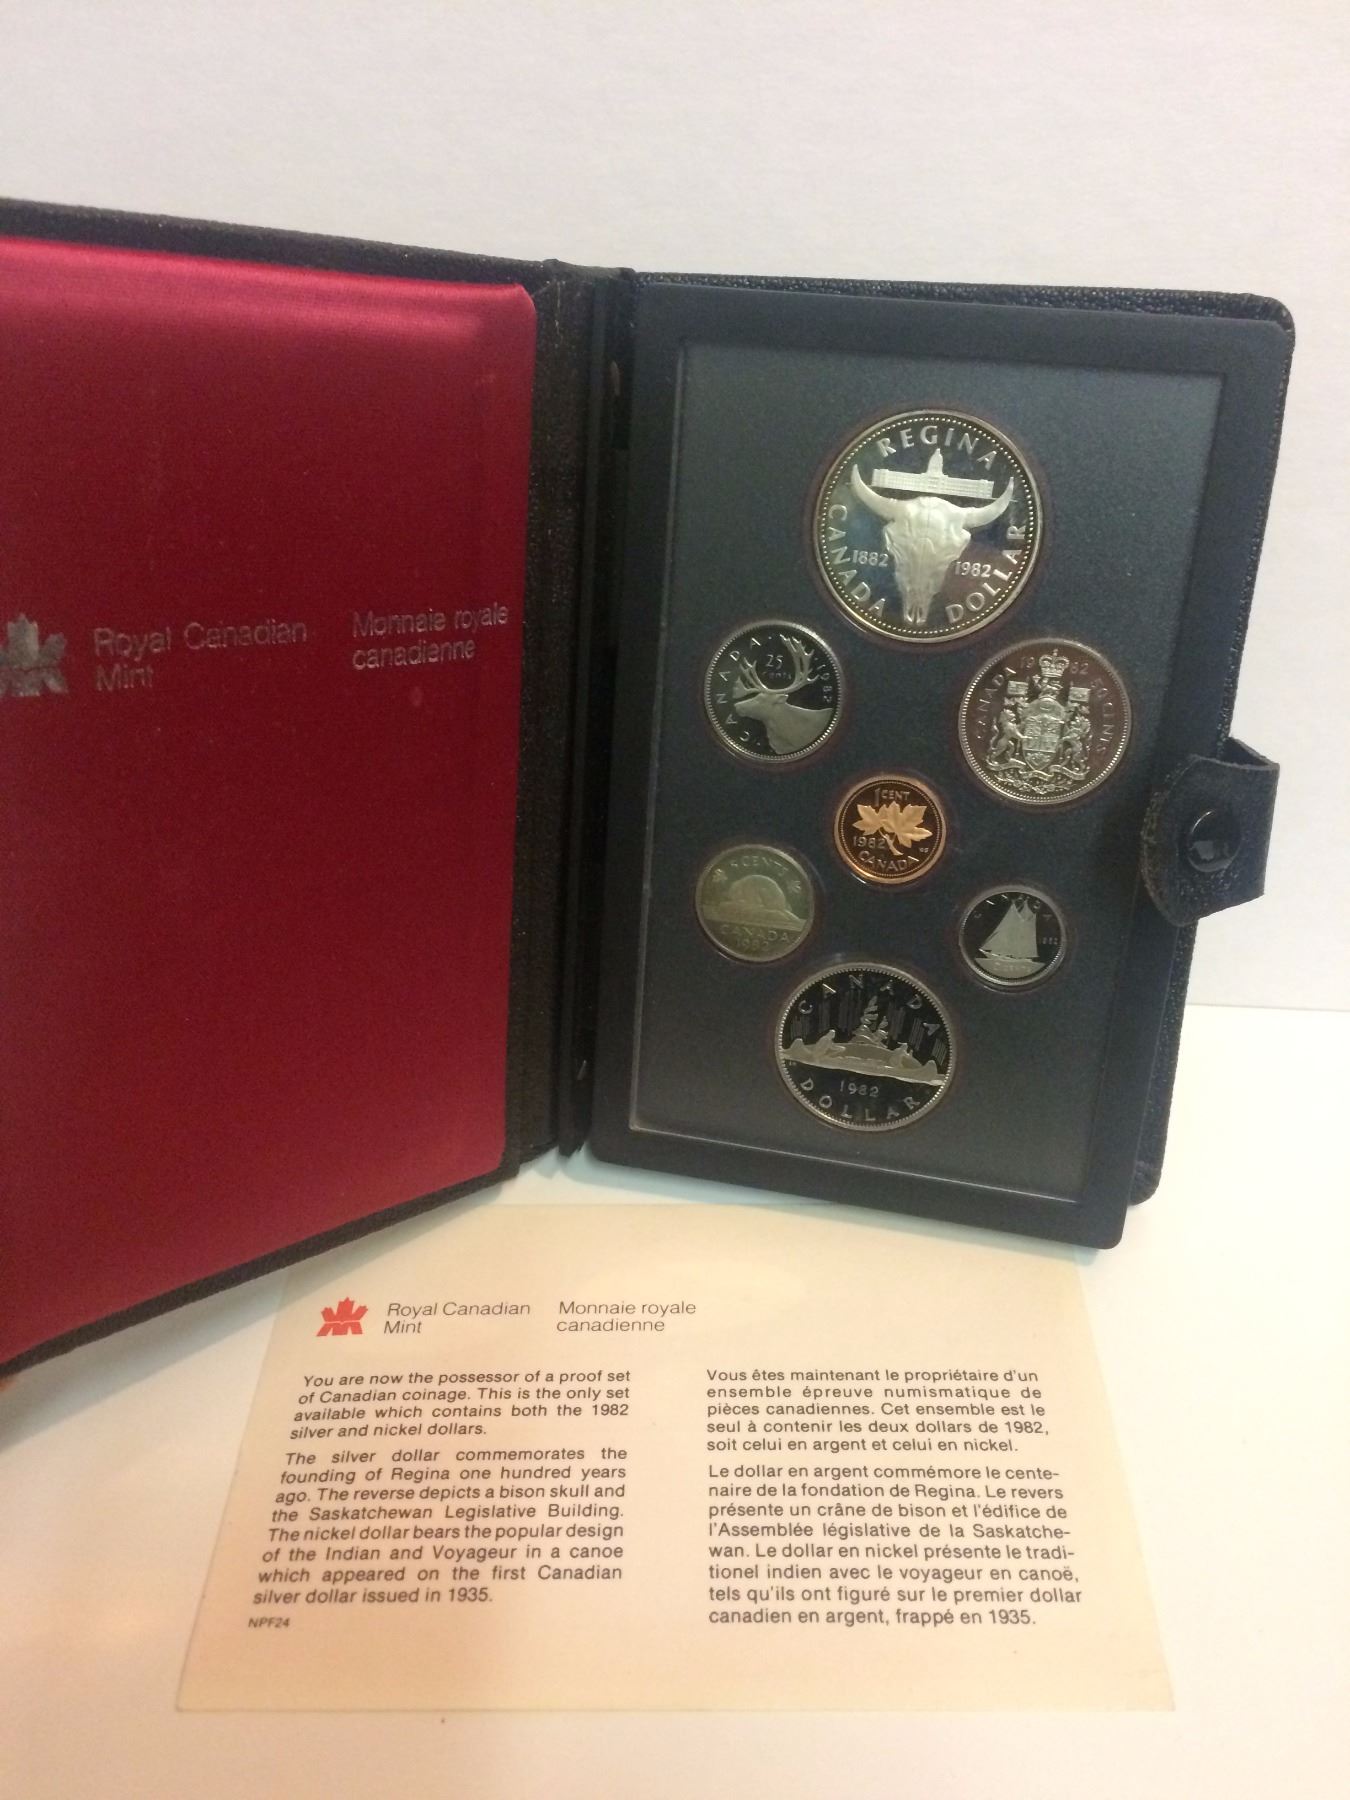 Royal Canadian
Mint
Monnaie royale
canadienne
REGINA
CANADA
1882
1982
DOLLAR
CANADA
25
cents
1982
CANADA
1982
50 CENTS
1 CENT
1982
CANADA
5 CENTS
CANADA
1982
CANADA
1982
CANADA
1982
DOLLAR
Royal Canadian
Mint
Monnaie royale
canadienne
You are now the possessor of a proof set
of Canadian coinage. This is the only set
available which contains both the 1982
silver and nickel dollars.
The silver dollar commemorates the
founding of Regina one hundred years
ago. The reverse depicts a bison skull and
the Saskatchewan Legislative Building.
The nickel dollar bears the popular design
of the Indian and Voyageur in a canoe
which appeared on the first Canadian
silver dollar issued in 1935.
NPF24
Vous êtes maintenant le propriétaire d'un
ensemble épreuve numismatique de
pièces canadiennes. Cet ensemble est le
seul à contenir les deux dollars de 1982,
soit celui en argent et celui en nickel.
Le dollar en argent commémore le cente-
naire de la fondation de Regina. Le revers
présente un crâne de bison et l'édifice de
l'Assemblée législative de la Saskatche-
wan. Le dollar en nickel présente le tradi-
tionel indien avec le voyageur en canoë,
tels qu'ils ont figuré sur le premier dollar
canadien en argent, frappé en 1935.